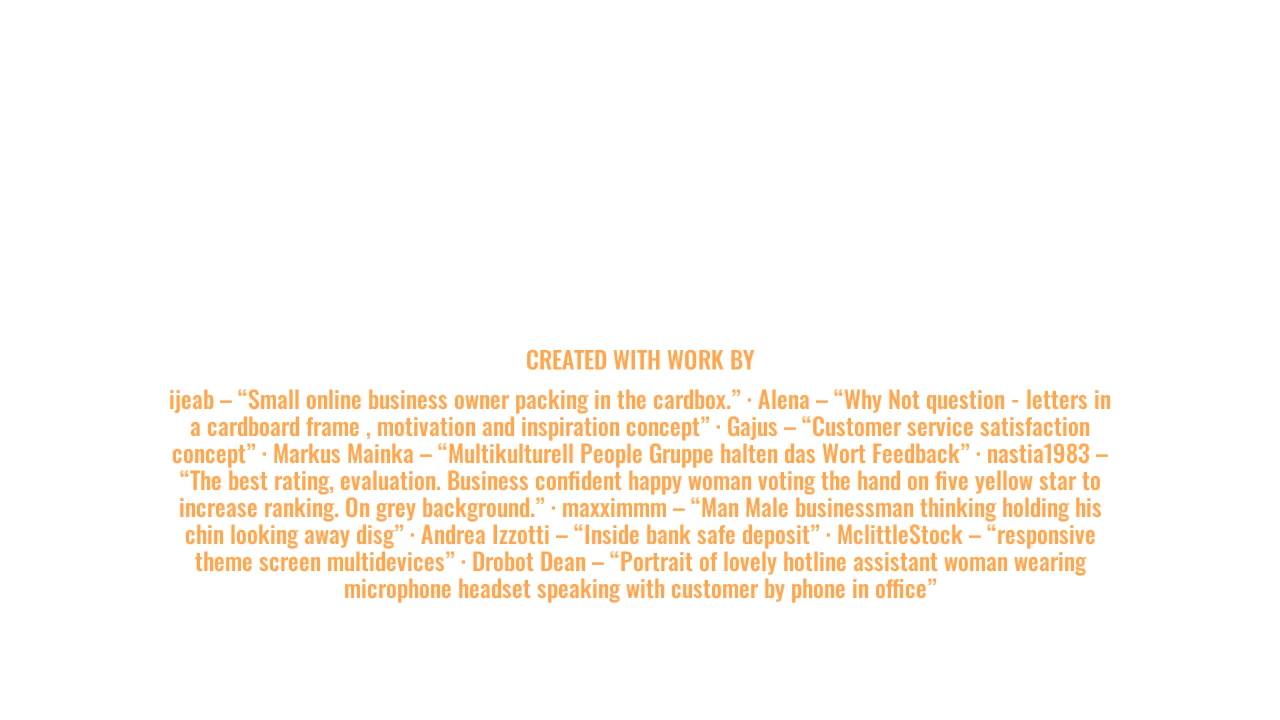 CREATED WITH WORK BY
ijeab – “Small online business owner packing in the cardbox.” · Alena – “Why Not question - letters in
a cardboard frame , motivation and inspiration concept” · Gajus – “Customer service satisfaction
concept” · Markus Mainka – “Multikulturell People Gruppe halten das Wort Feedback” · nastia1983 –
“The best rating, evaluation. Business confident happy woman voting the hand on five yellow star to
increase ranking. On grey background.” · maxximmm – “Man Male businessman thinking holding his
chin looking away disg” · Andrea Izzotti – “Inside bank safe deposit” · MclittleStock – “responsive
theme screen multidevices” · Drobot Dean – “Portrait of lovely hotline assistant woman wearing
microphone headset speaking with customer by phone in office”